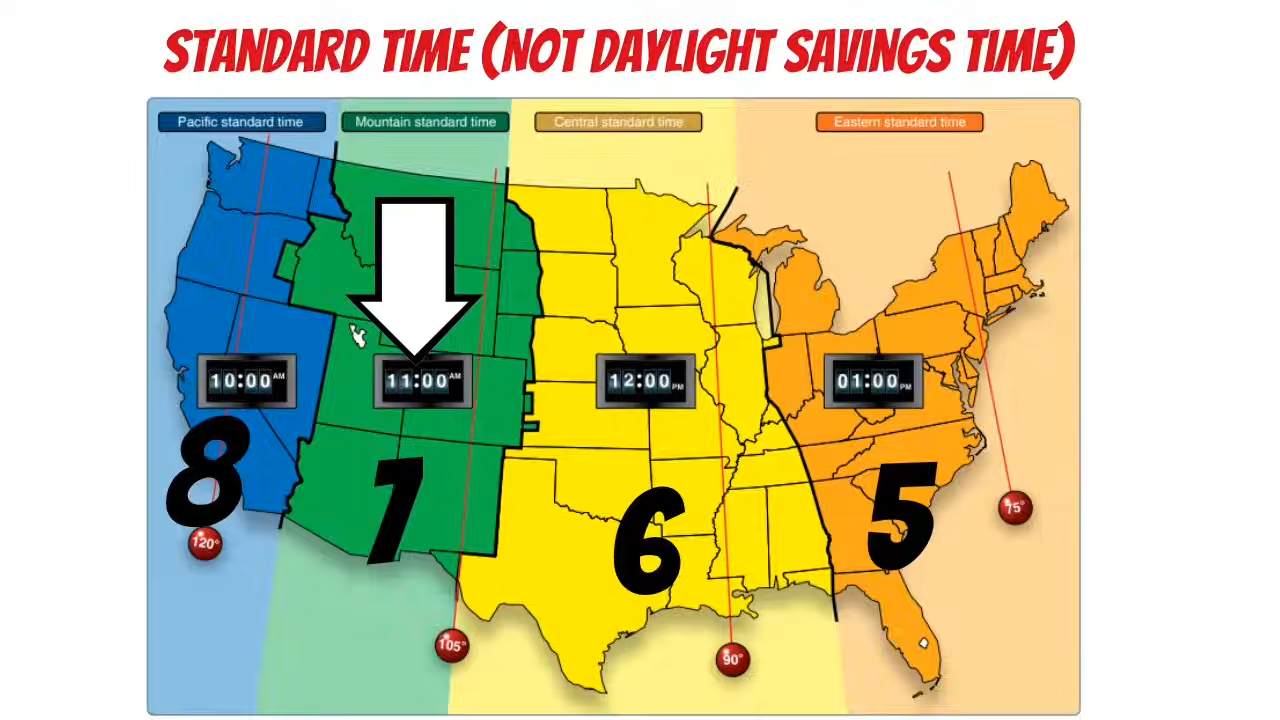 STANDARD TIME (NOT DAYLIGHT SAVINGS TIME)
Pacific standard time Mountain standard time Central standard time Eastern standard time
10:00 AM 11:00 AM 12:00 PM 01:00 PM
8 7 6 5
120° 105° 90° 75°